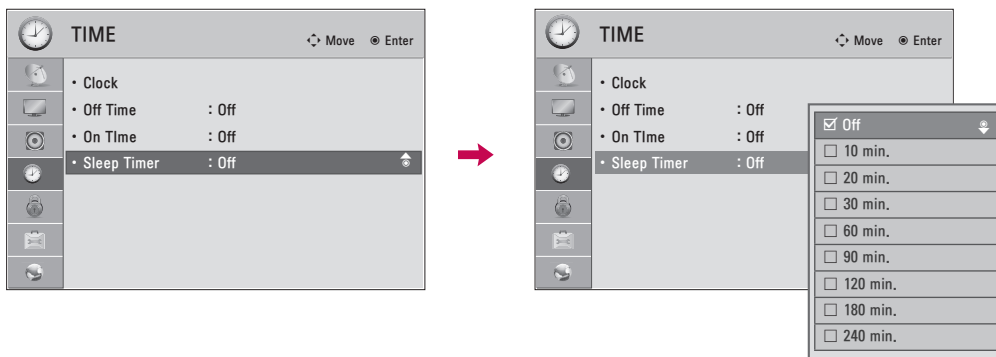 TIME
Move Enter
• Clock
• Off Time : Off
• On TIme : Off
• Sleep Timer : Off
TIME
Move Enter
• Clock
• Off Time : Off
• On TIme : Off
• Sleep Timer : Off
Off
10 min.
20 min.
30 min.
60 min.
90 min.
120 min.
180 min.
240 min.